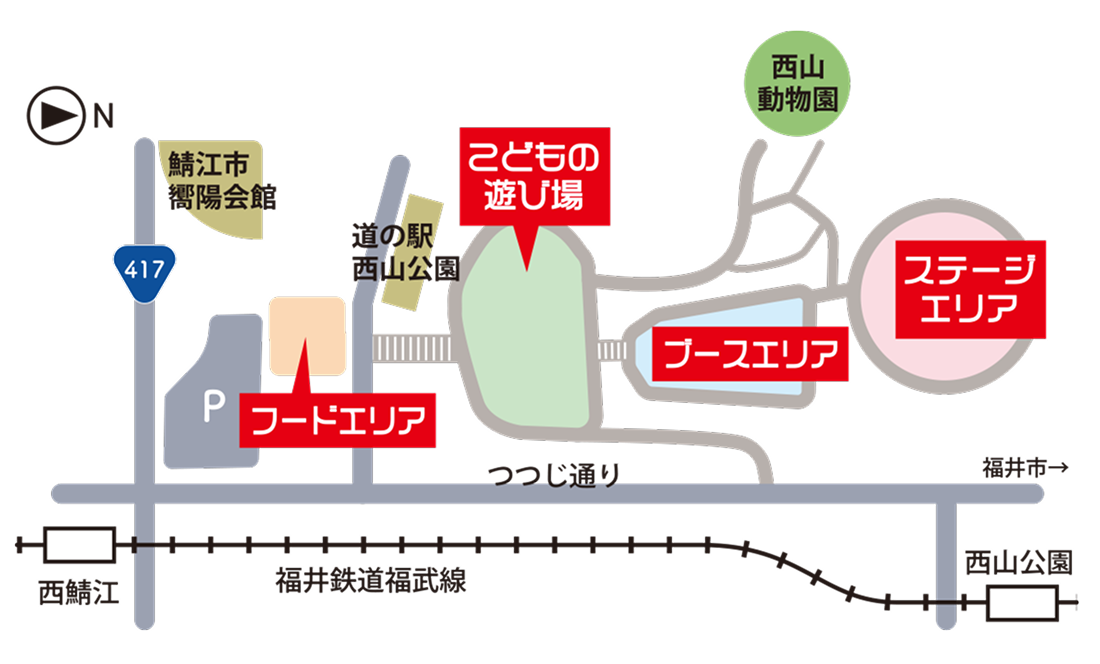 西山
動物園
N
こどもの
遊び場
鯖江市
響陽会館
道の駅
西山公園
417
ステージ
エリア
ブースエリア
P
フードエリア
つつじ通り
福井市→
西山公園
福井鉄道福武線
西鯖江